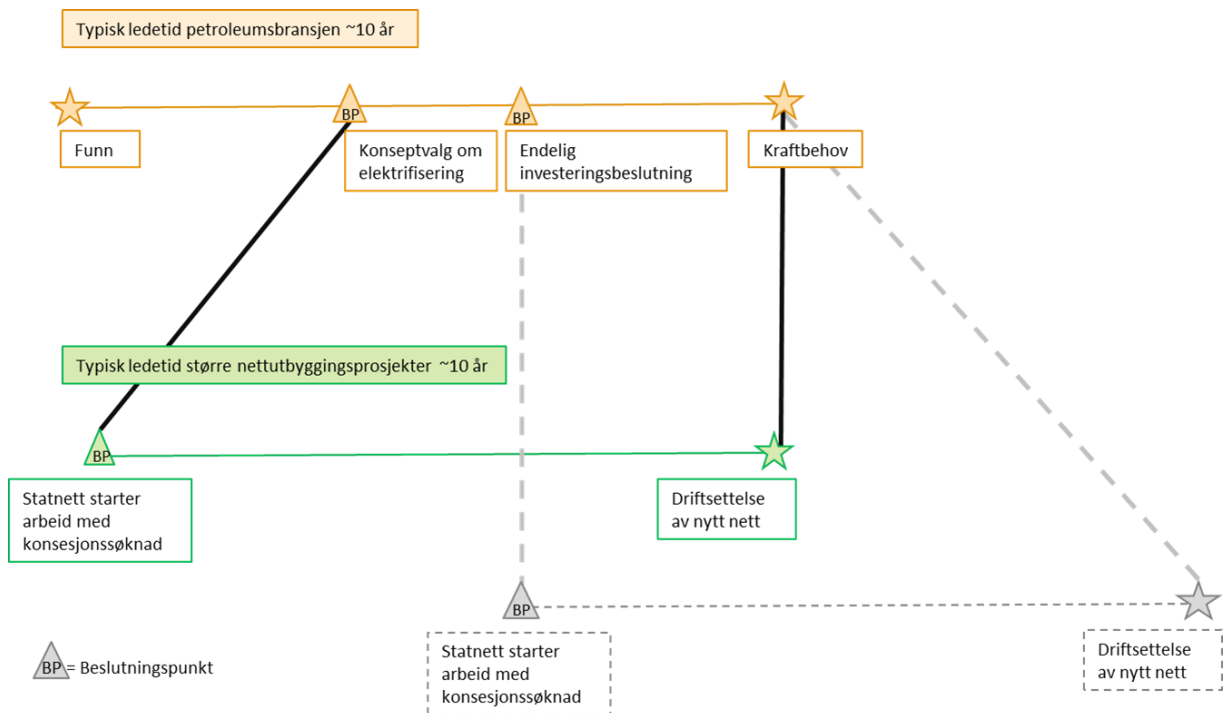 Typisk ledetid petroleumsbransjen ~10 år
BP
BP
Funn
Konseptvalg om
elektrifisering
Endelig
investeringsbeslutning
Kraftbehov
Typisk ledetid større nettutbyggingsprosjekter ~10 år
BP
Statnett starter
arbeid med
konsesjonssøknad
Driftsettelse
av nytt nett
BP
Statnett starter
arbeid med
konsesjonssøknad
Driftsettelse
av nytt nett
BP = Beslutningspunkt